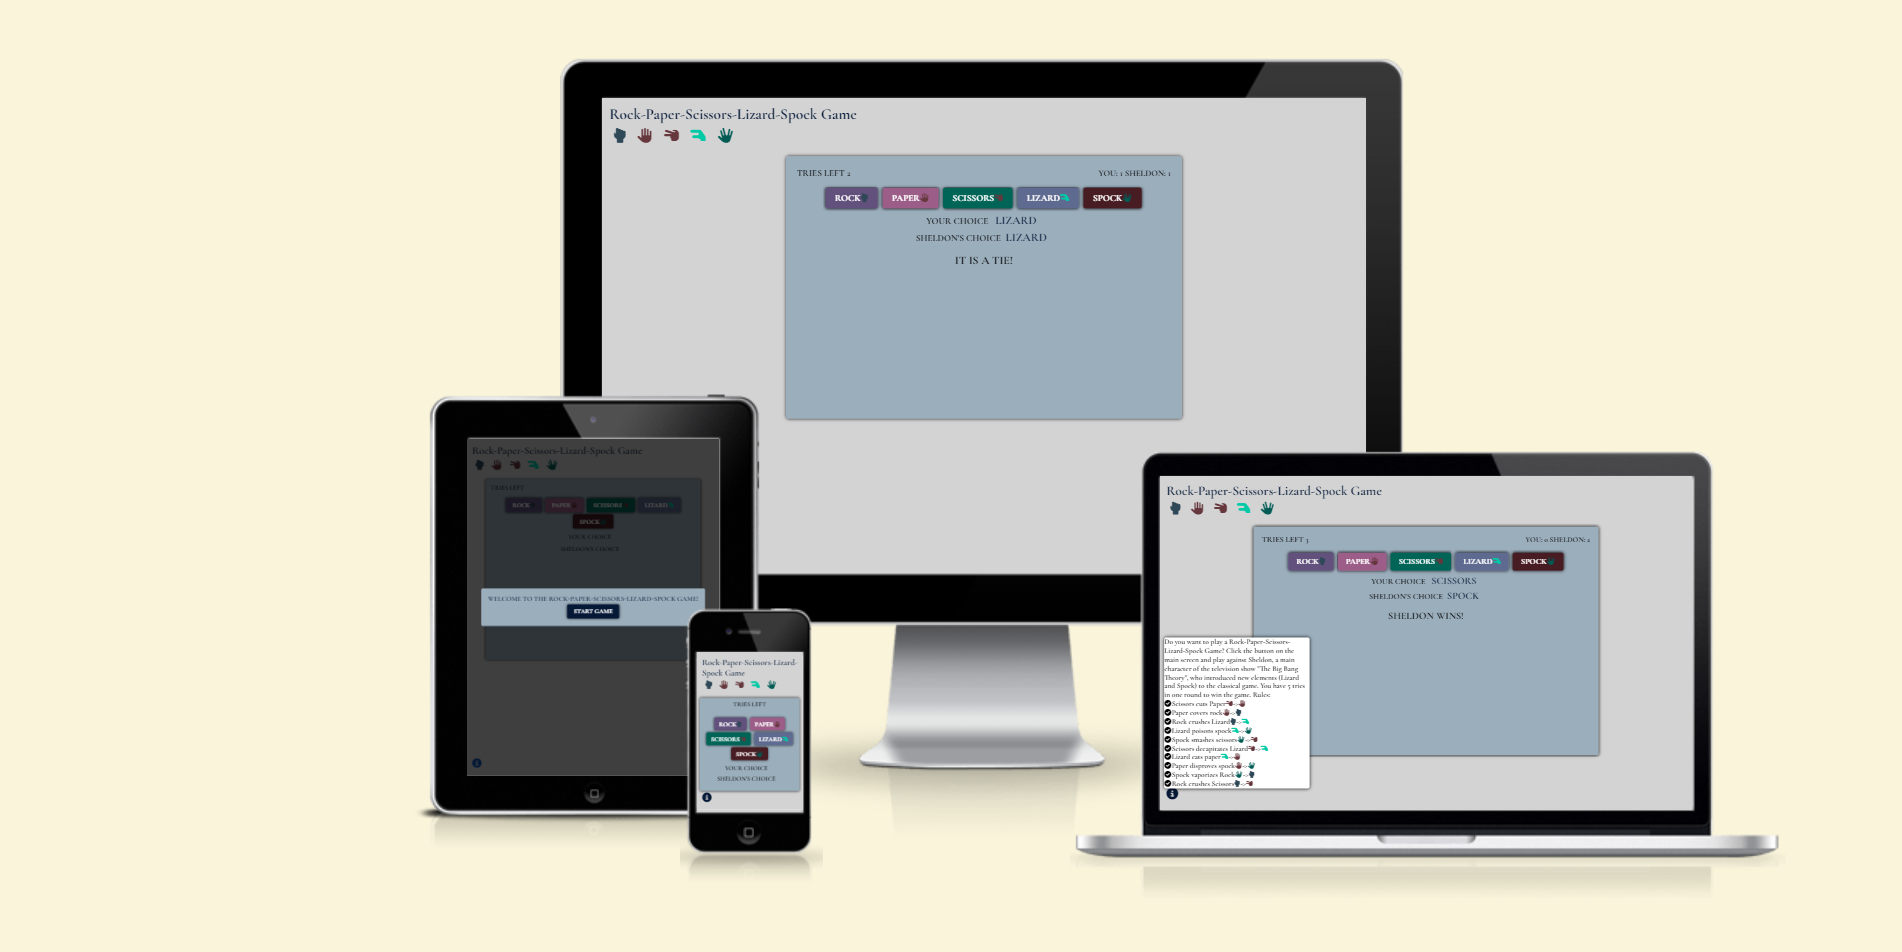 Rock-Paper-Scissors-Lizard-Spock Game
TRIES LEFT 2
YOU: 1 SHELDON: 1
ROCK PAPER SCISSORS LIZARD SPOCK
YOUR CHOICE LIZARD
SHELDON'S CHOICE LIZARD
IT IS A TIE!
Rock-Paper-Scissors-Lizard-Spock Game
TRIES LEFT
ROCK PAPER SCISSORS LIZARD
SPOCK
YOUR CHOICE
SHELDON'S CHOICE
WELCOME TO THE ROCK-PAPER-SCISSORS-LIZARD-SPOCK GAME!
START GAME
Rock-Paper-Scissors-Lizard-
Spock Game
TRIES LEFT
ROCK PAPER
SCISSORS LIZARD
SPOCK
YOUR CHOICE
SHELDON'S CHOICE
Rock-Paper-Scissors-Lizard-Spock Game
TRIES LEFT 3
YOU: 0 SHELDON: 2
ROCK PAPER SCISSORS LIZARD SPOCK
YOUR CHOICE SCISSORS
SHELDON'S CHOICE SPOCK
SHELDON WINS!
Do you want to play a Rock-Paper-Scissors-
Lizard-Spock Game? Click the button on the
main screen and play against Sheldon, a main
character of the television show "The Big Bang
Theory", who introduced new elements (Lizard
and Spock) to the classical game. You have 5 tries
in one round to win the game. Rules:
Scissors cuts Paper->
Paper covers rock->
Rock crushes Lizard->
Lizard poisons spock->
Spock smashes scissors->
Scissors decapitates Lizard->
Lizard eats paper->
Paper disproves spock->
Spock vaporizes Rock->
Rock crushes Scissors->